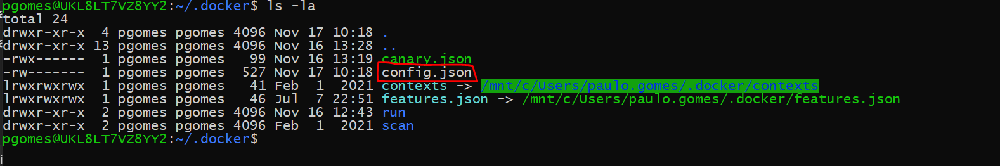 pgomes@UKL8LT7VZ8YY2:~/.docker$ ls -la
total 24
drwxr-xr-x  4 pgomes pgomes 4096 Nov 17 10:18 .
drwxr-xr-x 13 pgomes pgomes 4096 Nov 16 13:28 ..
-rwx------  1 pgomes pgomes   99 Nov 16 13:19 canary.json
-rw-------  1 pgomes pgomes  527 Nov 17 10:18 config.json
lrwxrwxrwx  1 pgomes pgomes   41 Feb  1  2021 contexts -> /mnt/c/Users/paulo.gomes/.docker/contexts
lrwxrwxrwx  1 pgomes pgomes   46 Jul  7 22:51 features.json -> /mnt/c/Users/paulo.gomes/.docker/features.json
drwxr-xr-x  2 pgomes pgomes 4096 Nov 16 12:43 run
drwxr-xr-x  2 pgomes pgomes 4096 Feb  1  2021 scan
pgomes@UKL8LT7VZ8YY2:~/.docker$